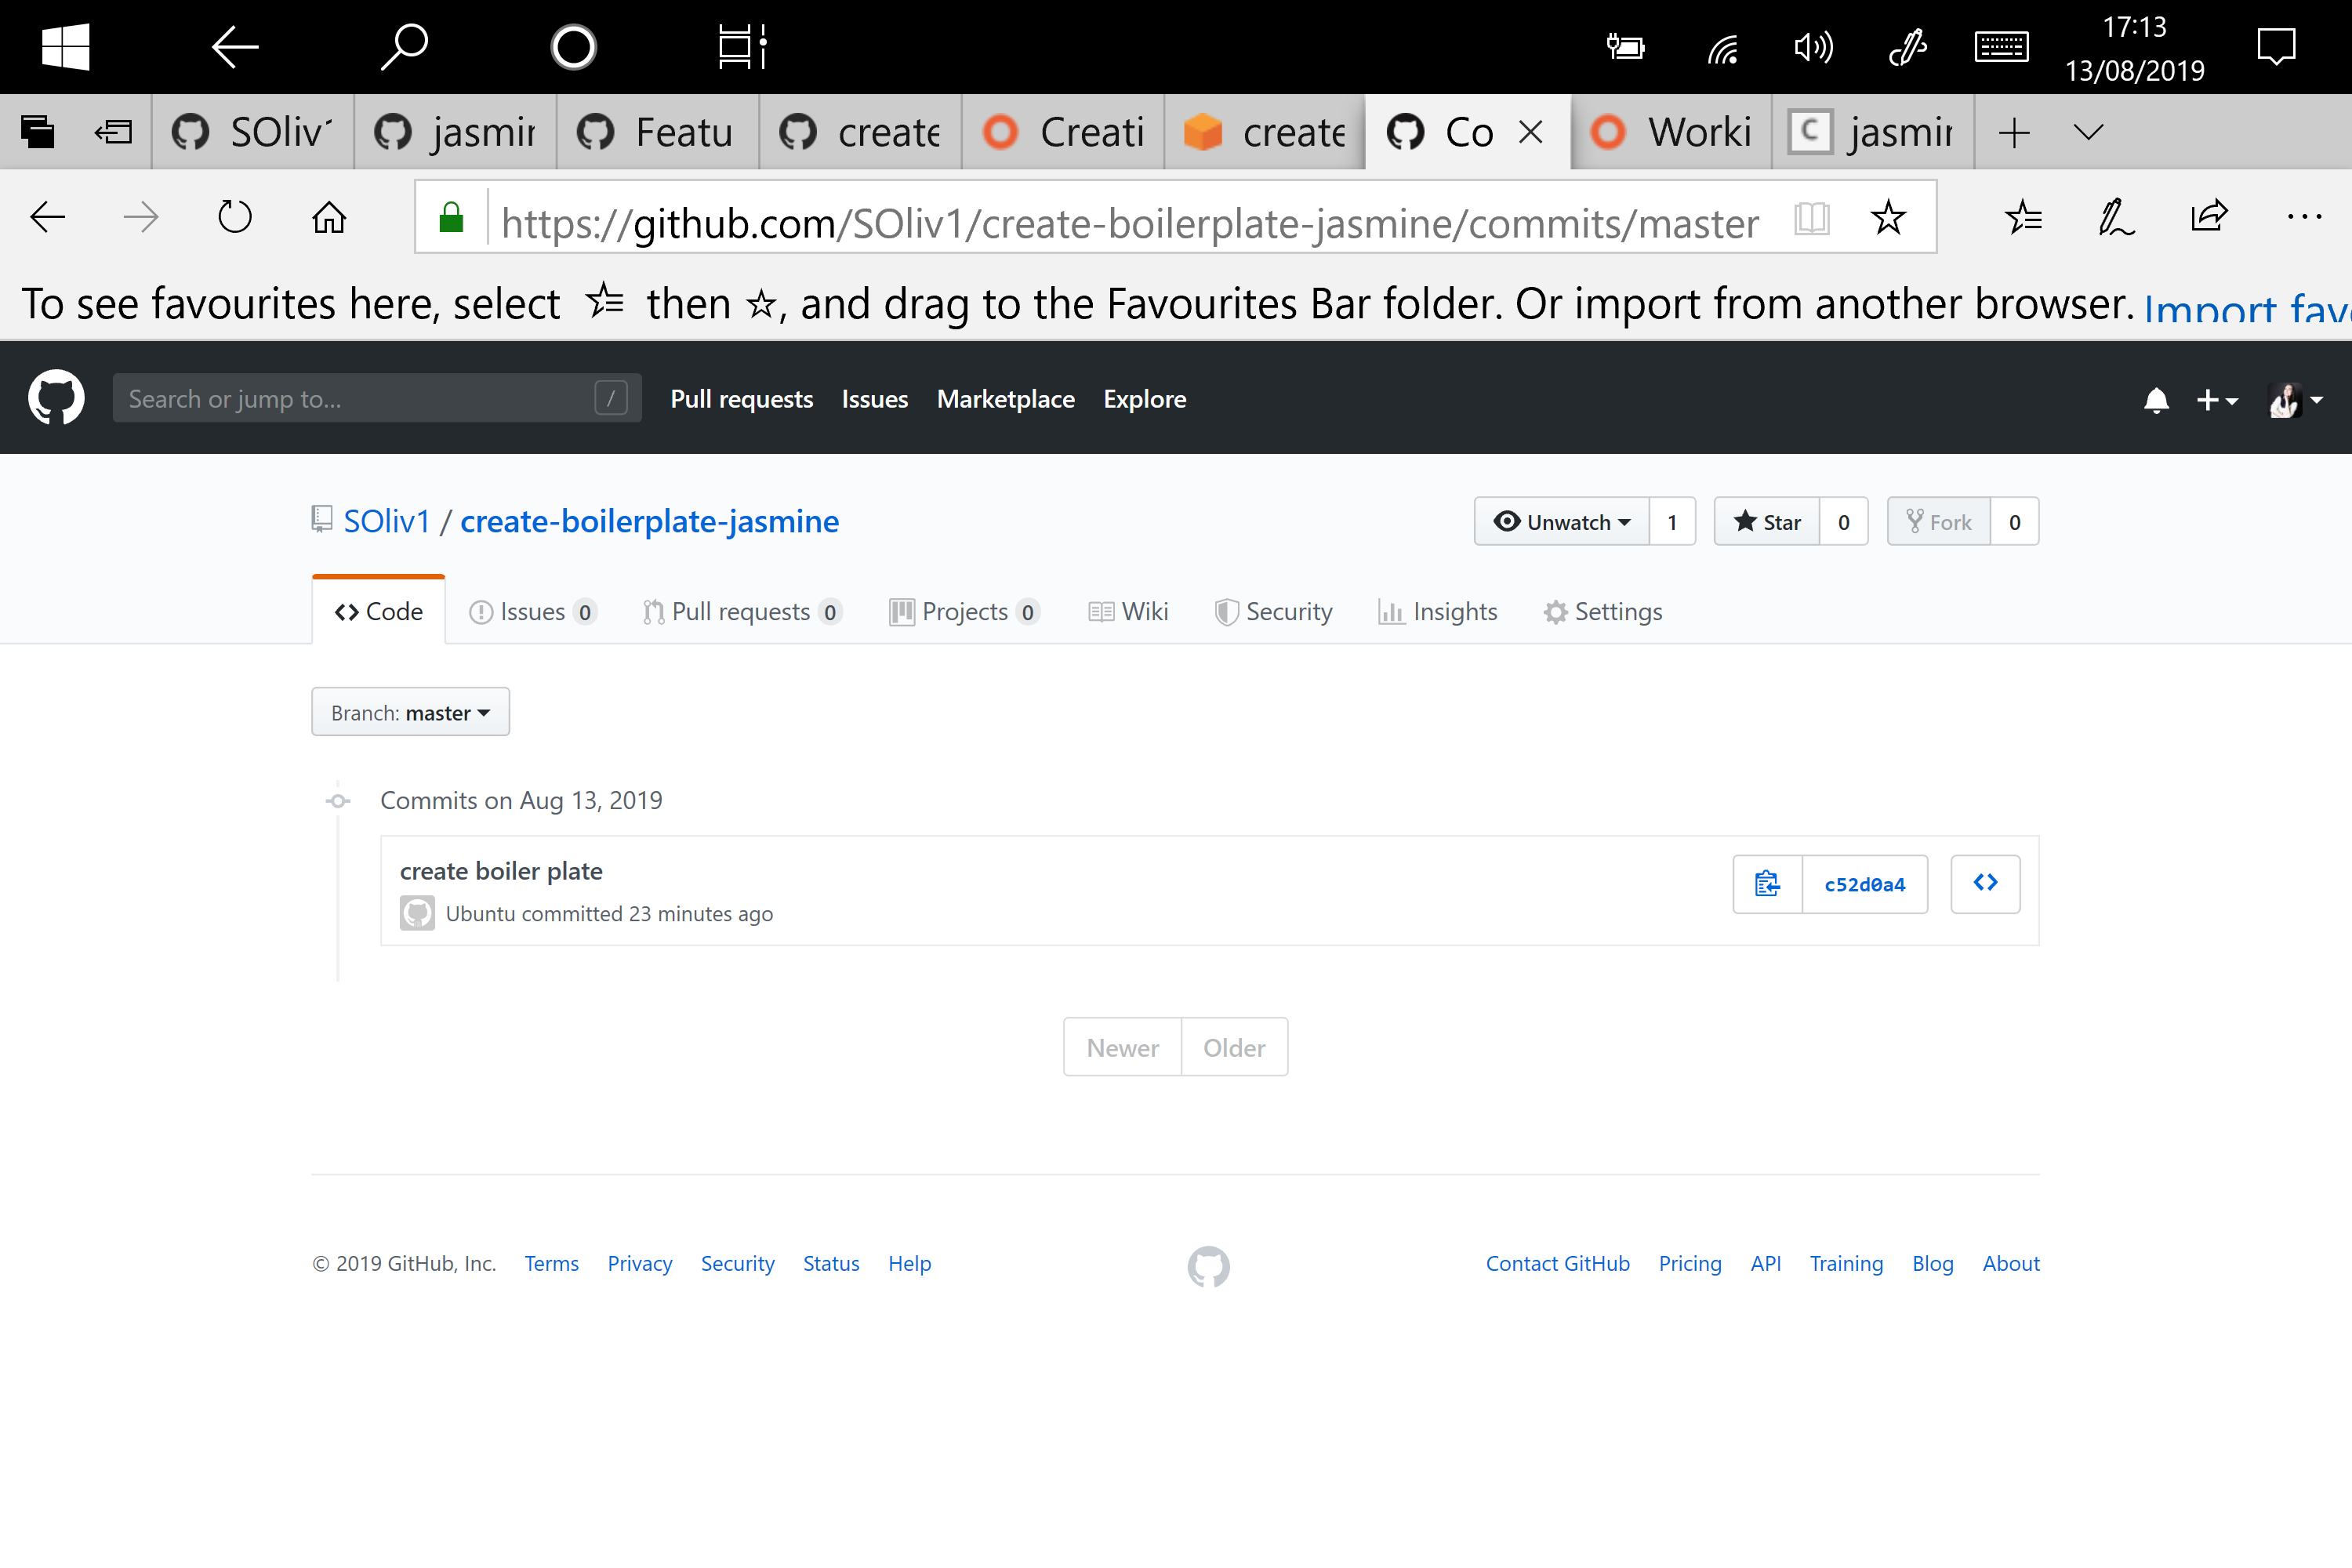 17:13
13/08/2019
SOliv1
jasmir
Featu
create
Creati
create
Co
Worki
jasmir
https://github.com/SOliv1/create-boilerplate-jasmine/commits/master
To see favourites here, select then , and drag to the Favourites Bar folder. Or import from another browser. Import favo
Search or jump to... /
Pull requests Issues Marketplace Explore
SOliv1 / create-boilerplate-jasmine
Unwatch 1 Star 0 Fork 0
Code Issues 0 Pull requests 0 Projects 0 Wiki Security Insights Settings
Branch: master
Commits on Aug 13, 2019
create boiler plate
Ubuntu committed 23 minutes ago
c52d0a4
Newer Older
© 2019 GitHub, Inc. Terms Privacy Security Status Help
Contact GitHub Pricing API Training Blog About